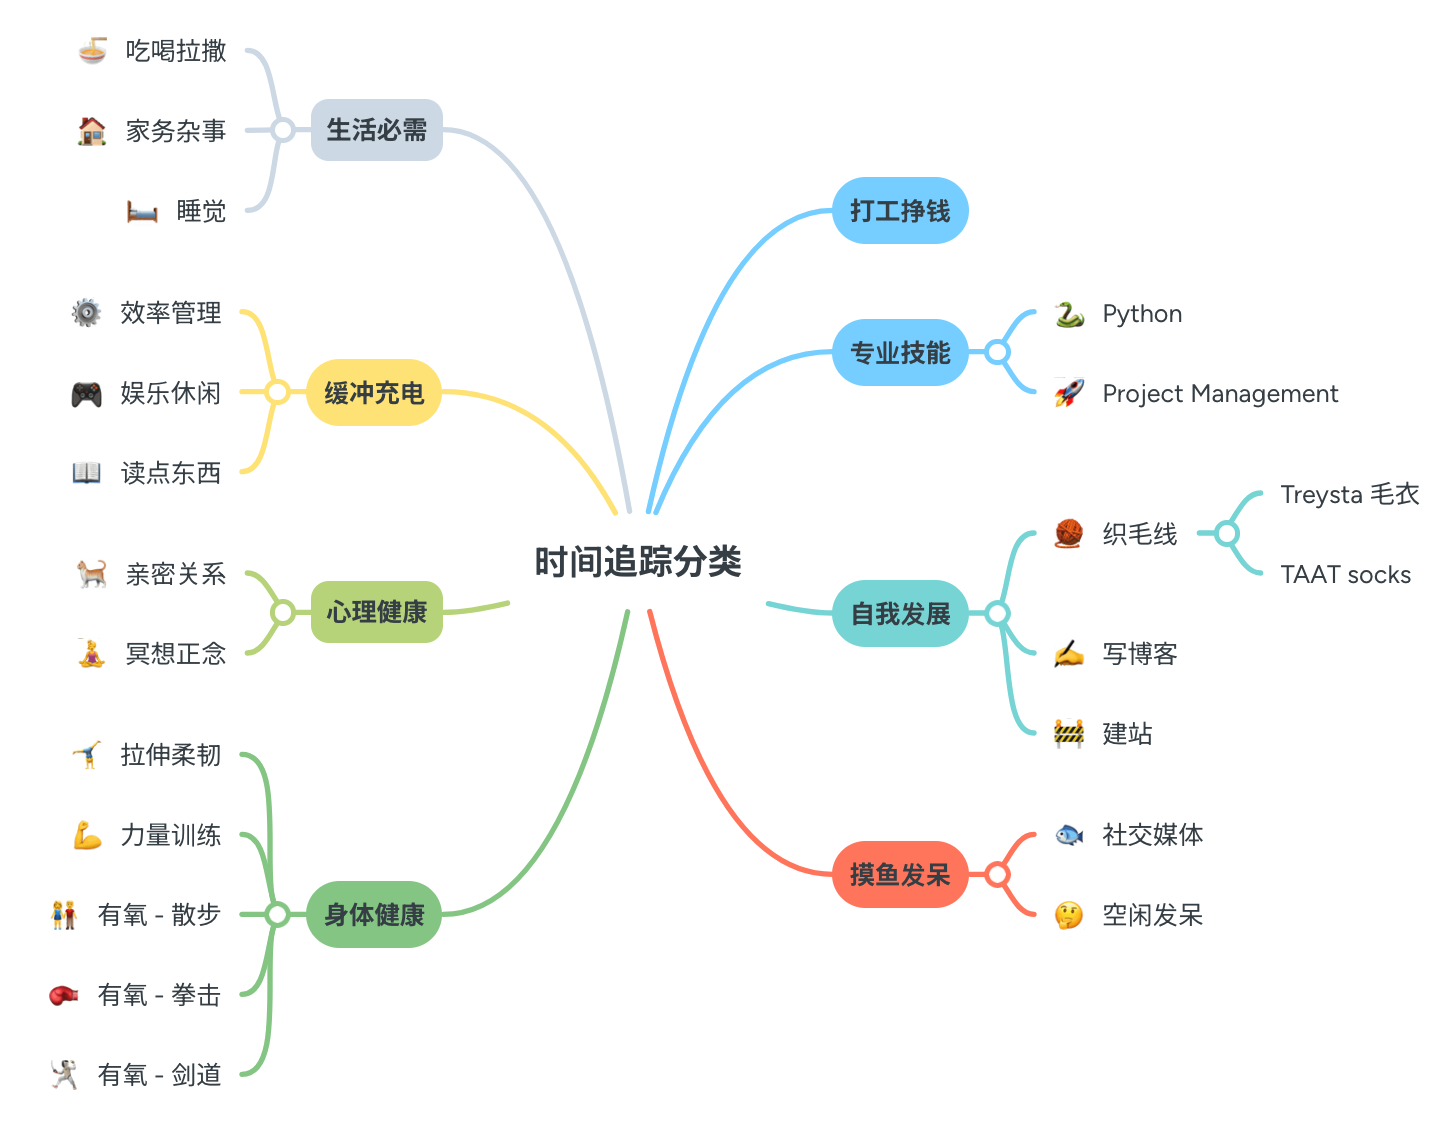 时间追踪分类
生活必需
吃喝拉撒
家务杂事
睡觉
缓冲充电
效率管理
娱乐休闲
读点东西
心理健康
亲密关系
冥想正念
身体健康
拉伸柔韧
力量训练
有氧 - 散步
有氧 - 拳击
有氧 - 剑道
打工挣钱
专业技能
Python
Project Management
自我发展
织毛线
Treysta 毛衣
TAAT socks
写博客
建站
摸鱼发呆
社交媒体
空闲发呆